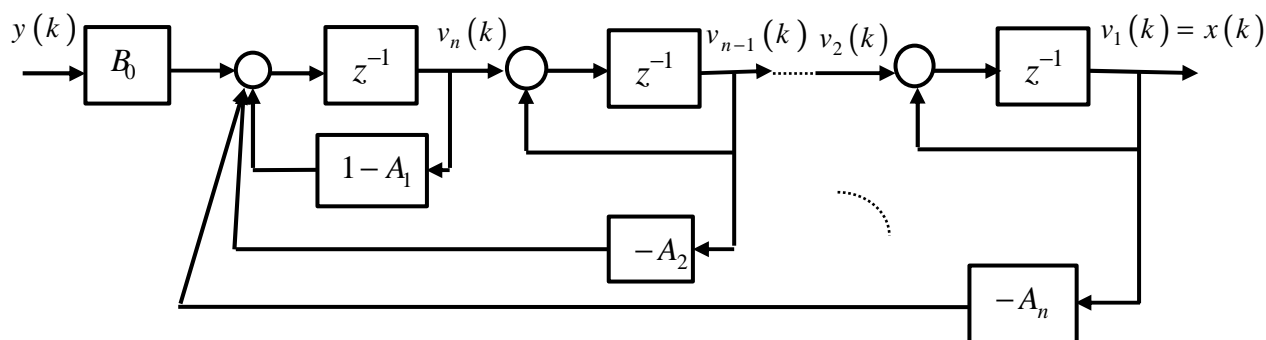 y(k) B₀ z⁻¹ vₙ(k) z⁻¹ vₙ₋₁(k) v₂(k) z⁻¹ v₁(k) = x(k)
1 − A₁
− A₂
− Aₙ